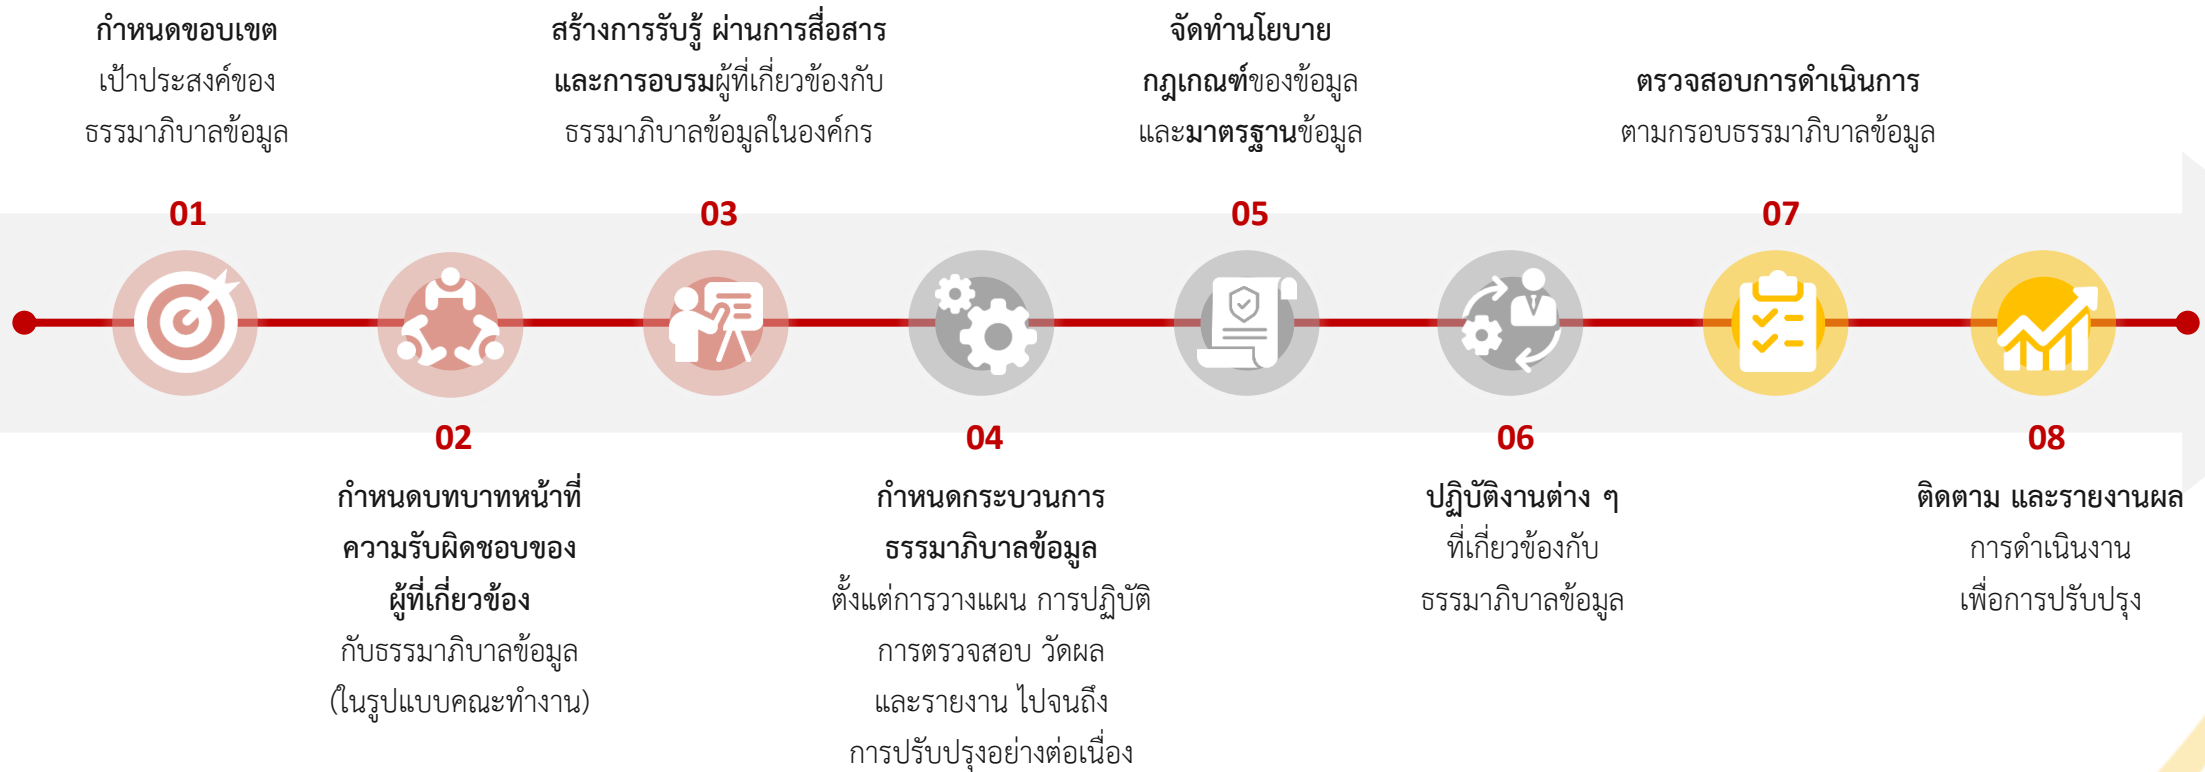 กำหนดขอบเขต
เป้าประสงค์ของ
ธรรมาภิบาลข้อมูล
01
02
กำหนดบทบาทหน้าที่
ความรับผิดชอบของ
ผู้ที่เกี่ยวข้อง
กับธรรมาภิบาลข้อมูล
(ในรูปแบบคณะทำงาน)
สร้างการรับรู้ ผ่านการสื่อสาร
และการอบรมผู้ที่เกี่ยวข้องกับ
ธรรมาภิบาลข้อมูลในองค์กร
03
04
กำหนดกระบวนการ
ธรรมาภิบาลข้อมูล
ตั้งแต่การวางแผน การปฏิบัติ
การตรวจสอบ วัดผล
และรายงาน ไปจนถึง
การปรับปรุงอย่างต่อเนื่อง
จัดทำนโยบาย
กฎเกณฑ์ของข้อมูล
และมาตรฐานข้อมูล
05
06
ปฏิบัติงานต่าง ๆ
ที่เกี่ยวข้องกับ
ธรรมาภิบาลข้อมูล
ตรวจสอบการดำเนินการ
ตามกรอบธรรมาภิบาลข้อมูล
07
08
ติดตาม และรายงานผล
การดำเนินงาน
เพื่อการปรับปรุง